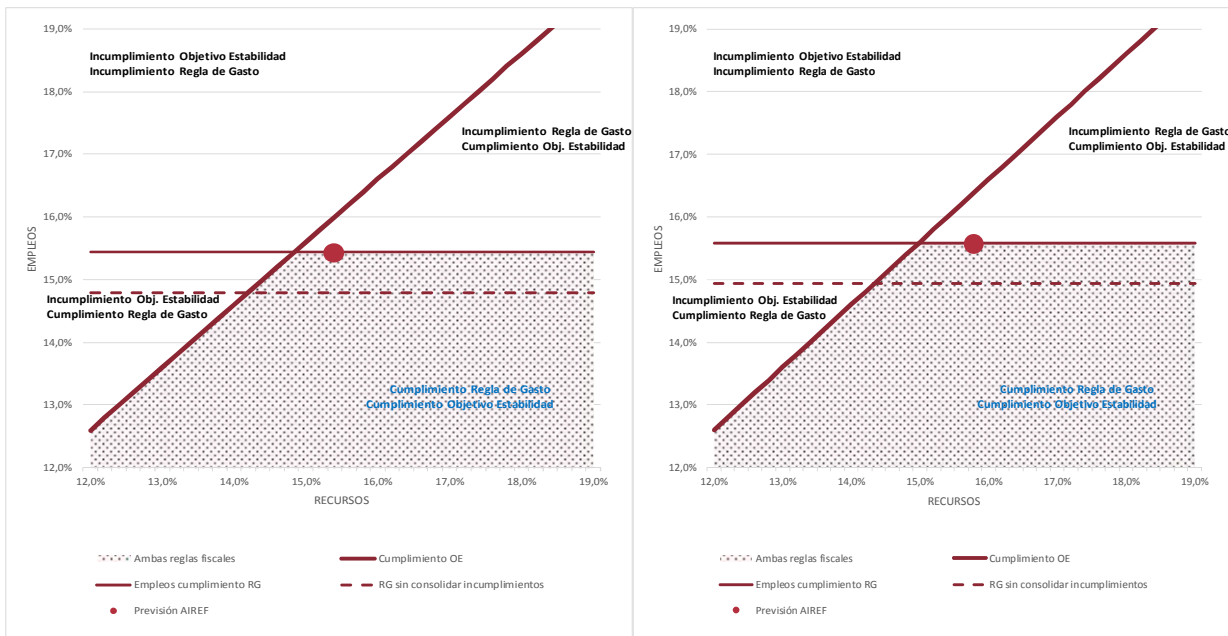 19,0%
Incumplimiento Objetivo Estabilidad
Incumplimiento Regla de Gasto
18,0%
Incumplimiento Regla de Gasto
Cumplimiento Obj. Estabilidad
17,0%
16,0%
EMPLEOS
15,0%
Incumplimiento Obj. Estabilidad
Cumplimiento Regla de Gasto
14,0%
Cumplimiento Regla de Gasto
Cumplimiento Objetivo Estabilidad
13,0%
12,0%
12,0% 13,0% 14,0% 15,0% 16,0% 17,0% 18,0% 19,0%
RECURSOS
Ambas reglas fiscales
Cumplimiento OE
Empleos cumplimiento RG
RG sin consolidar incumplimientos
Previsión AIREF
19,0%
Incumplimiento Objetivo Estabilidad
Incumplimiento Regla de Gasto
18,0%
Incumplimiento Regla de Gasto
Cumplimiento Obj. Estabilidad
17,0%
16,0%
EMPLEOS
15,0%
Incumplimiento Obj. Estabilidad
Cumplimiento Regla de Gasto
14,0%
Cumplimiento Regla de Gasto
Cumplimiento Objetivo Estabilidad
13,0%
12,0%
12,0% 13,0% 14,0% 15,0% 16,0% 17,0% 18,0% 19,0%
RECURSOS
Ambas reglas fiscales
Cumplimiento OE
Empleos cumplimiento RG
RG sin consolidar incumplimientos
Previsión AIREF